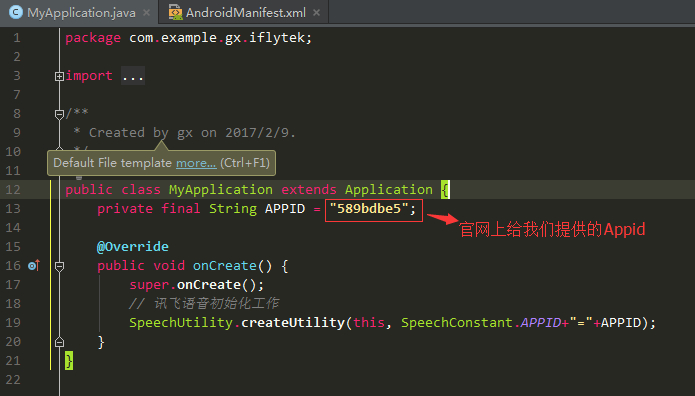 MyApplication.java
AndroidManifest.xml
1 package com.example.gx.iflytek;
2
3 import ...
7
8 /**
9 * Created by gx on 2017/2/9.
10 */
Default File template more... (Ctrl+F1)
11
12 public class MyApplication extends Application {
13 private final String APPID = "589bdbe5";
官网上给我们提供的Appid
14
15 @Override
16 public void onCreate() {
17 super.onCreate();
18 // 讯飞语音初始化工作
19 SpeechUtility.createUtility(this, SpeechConstant.APPID+"="+APPID);
20 }
21 }
22